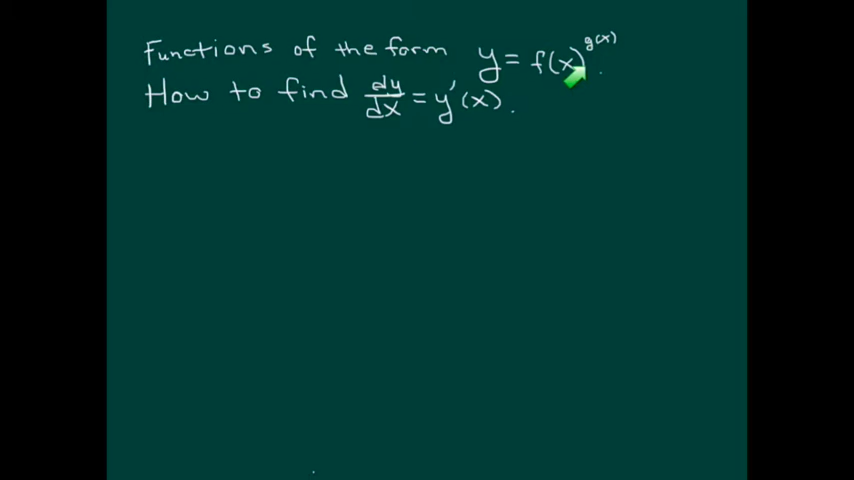 Functions of the form y = f(x)^g(x).
How to find dy/dx = y'(x).